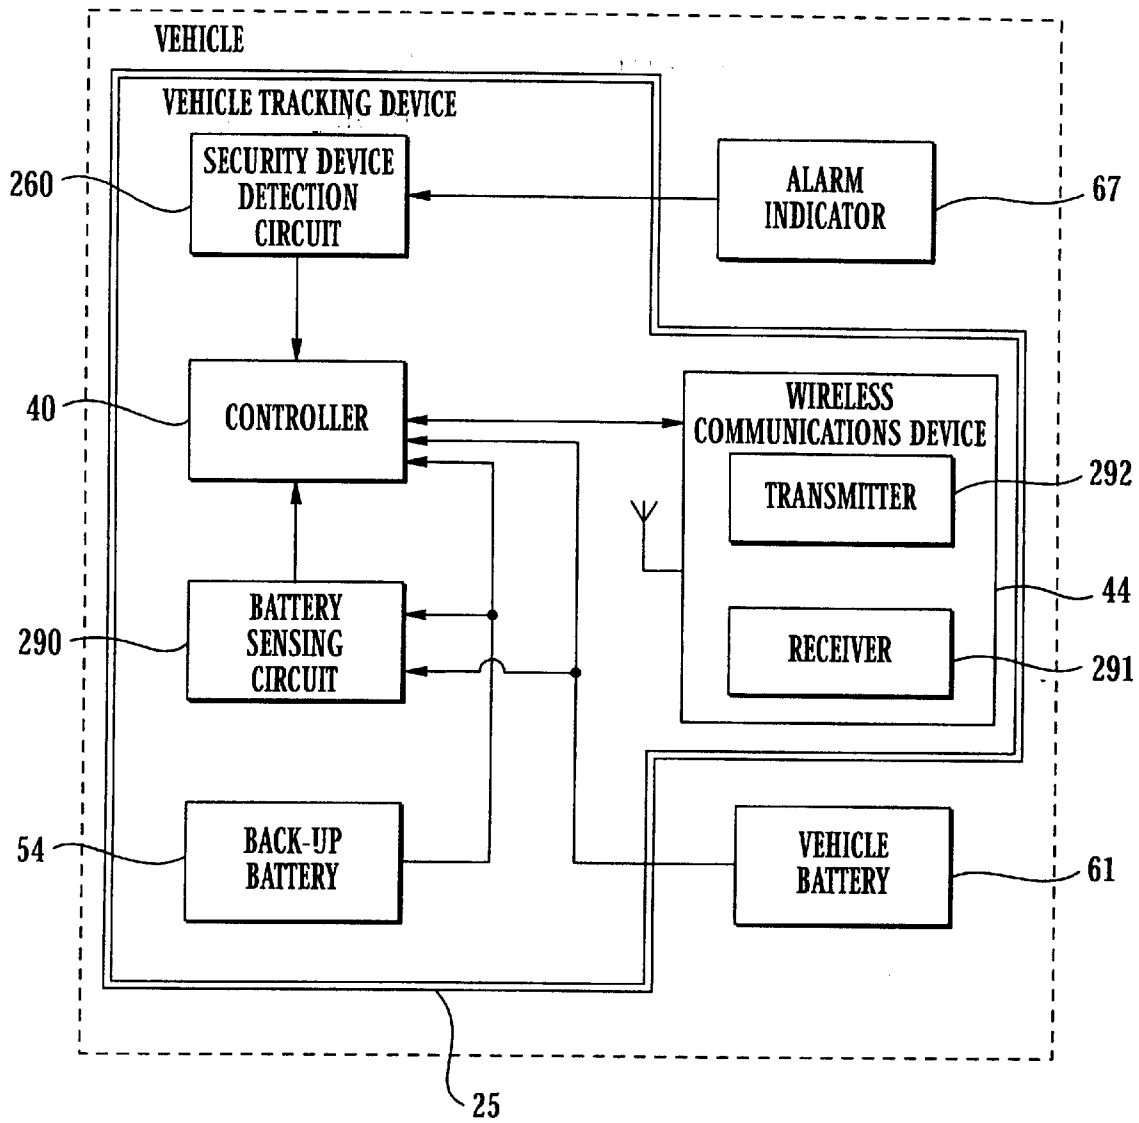 VEHICLE
VEHICLE TRACKING DEVICE
SECURITY DEVICE
DETECTION
CIRCUIT
260
ALARM
INDICATOR
67
CONTROLLER
40
WIRELESS
COMMUNICATIONS DEVICE
TRANSMITTER
292
RECEIVER
291
44
BATTERY
SENSING
CIRCUIT
290
BACK-UP
BATTERY
54
VEHICLE
BATTERY
61
25